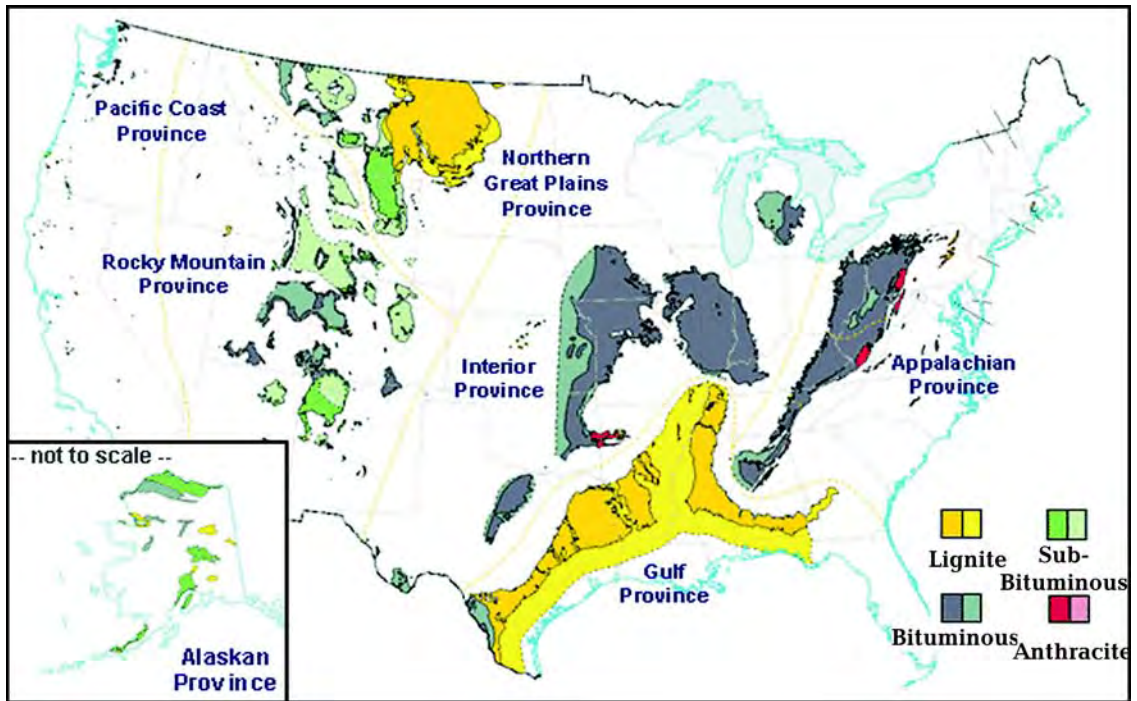 Pacific Coast
Province
Northern
Great Plains
Province
Rocky Mountain
Province
Interior
Province
Appalachian
Province
-- not to scale --
Gulf
Province
Alaskan
Province
Lignite
Sub-
Bituminous
Bituminous
Anthracite